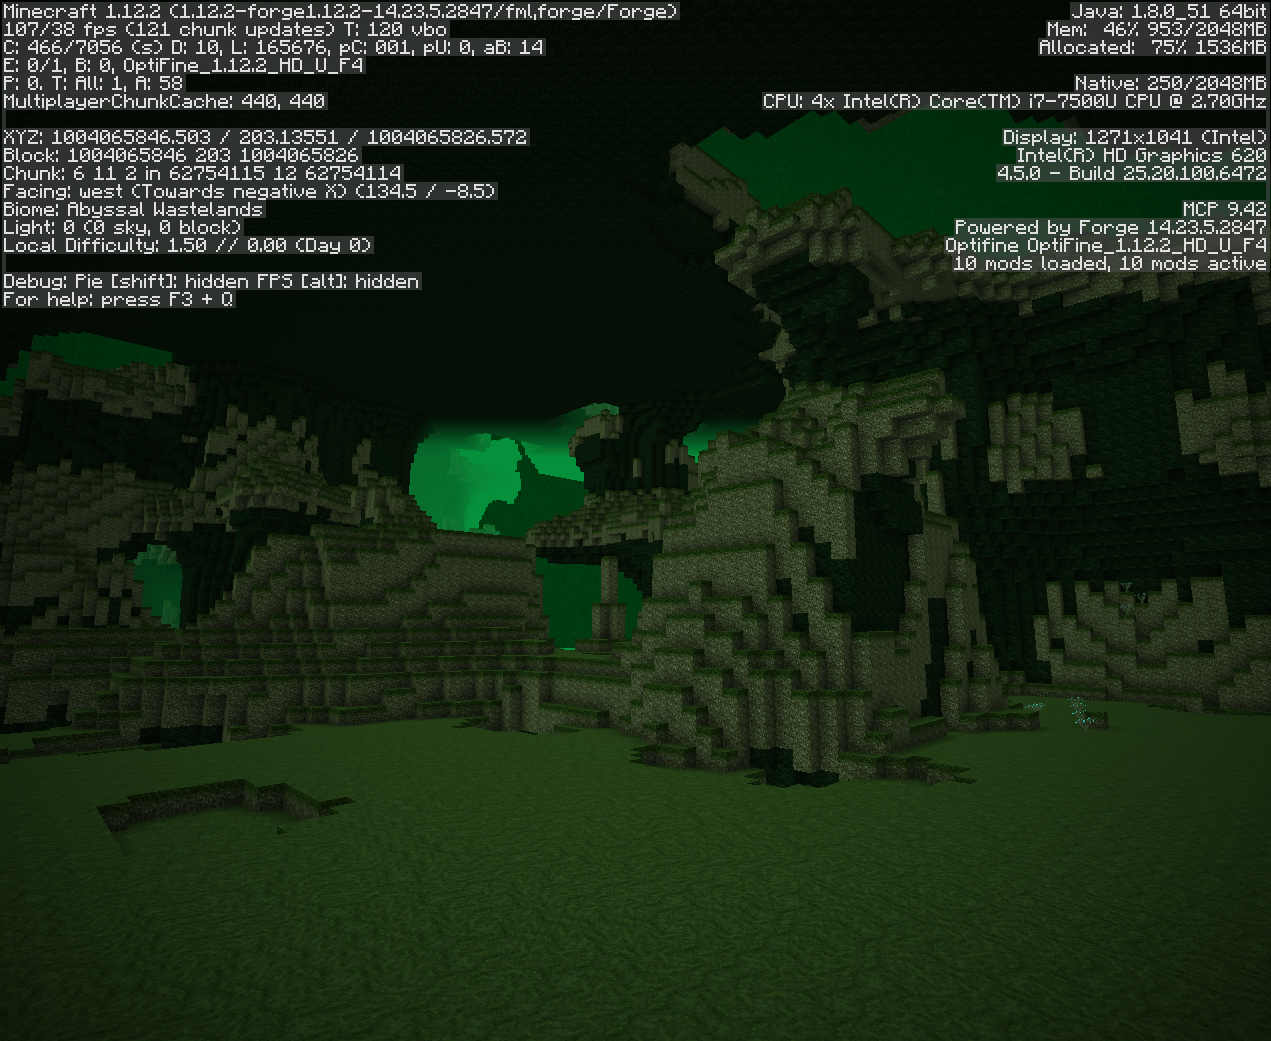 Minecraft 1.12.2 (1.12.2-forge1.12.2-14.23.5.2847/fml,forge/Forge)
107/38 fps (121 chunk updates) T: 120 vbo
C: 466/7056 (s) D: 10, L: 165676, pC: 001, pU: 0, aB: 14
E: 0/1, B: 0, OptiFine_1.12.2_HD_U_F4
P: 0. T: All: 1, A: 58
MultiplayerChunkCache: 440, 440
XYZ: 1004065846.503 / 203.13551 / 1004065826.572
Block: 1004065846 203 1004065826
Chunk: 6 11 2 in 62754115 12 62754114
Facing: west (Towards negative X) (134.5 / -8.5)
Biome: Abyssal Wastelands
Light: 0 (0 sky, 0 block)
Local Difficulty: 1.50 // 0.00 (Day 0)
Debug: Pie [shift]: hidden FPS [alt]: hidden
For help: press F3 + Q
Java: 1.8.0_51 64bit
Mem: 46% 953/2048MB
Allocated: 75% 1536MB
Native: 250/2048MB
CPU: 4x Intel(R) Core(TM) i7-7500U CPU @ 2.70GHz
Display: 1271x1041 (Intel)
Intel(R) HD Graphics 620
4.5.0 - Build 25.20.100.6472
MCP 9.42
Powered by Forge 14.23.5.2847
Optifine OptiFine_1.12.2_HD_U_F4
10 mods loaded, 10 mods active